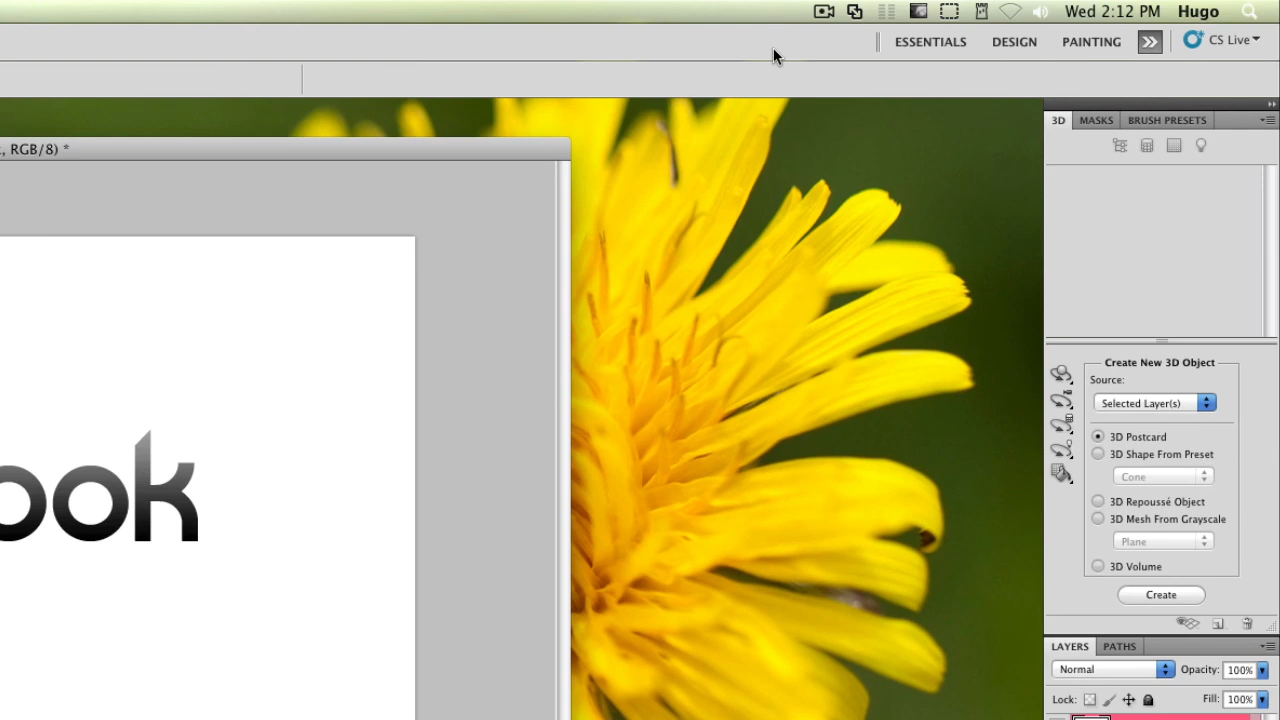 Wed 2:12 PM Hugo
ESSENTIALS DESIGN PAINTING CS Live
3D MASKS BRUSH PRESETS
, RGB/8) *
Create New 3D Object
Source:
Selected Layer(s)
3D Postcard
3D Shape From Preset
Cone
3D Repoussé Object
3D Mesh From Grayscale
Plane
3D Volume
Create
ook
LAYERS PATHS
Normal Opacity: 100%
Lock: Fill: 100%